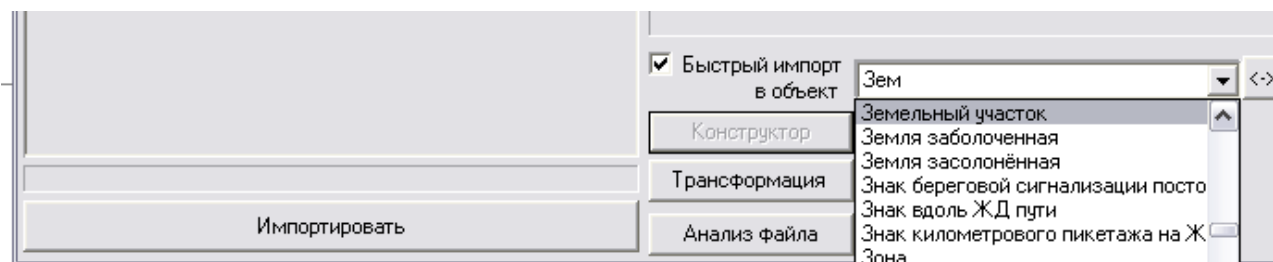 Быстрый импорт
в объект
Зем
<->
Земельный участок
Земля заболоченная
Земля засолонённая
Знак береговой сигнализации посто
Знак вдоль ЖД пути
Знак километрового пикетажа на Ж
Зона
Конструктор
Трансформация
Импортировать
Анализ файла